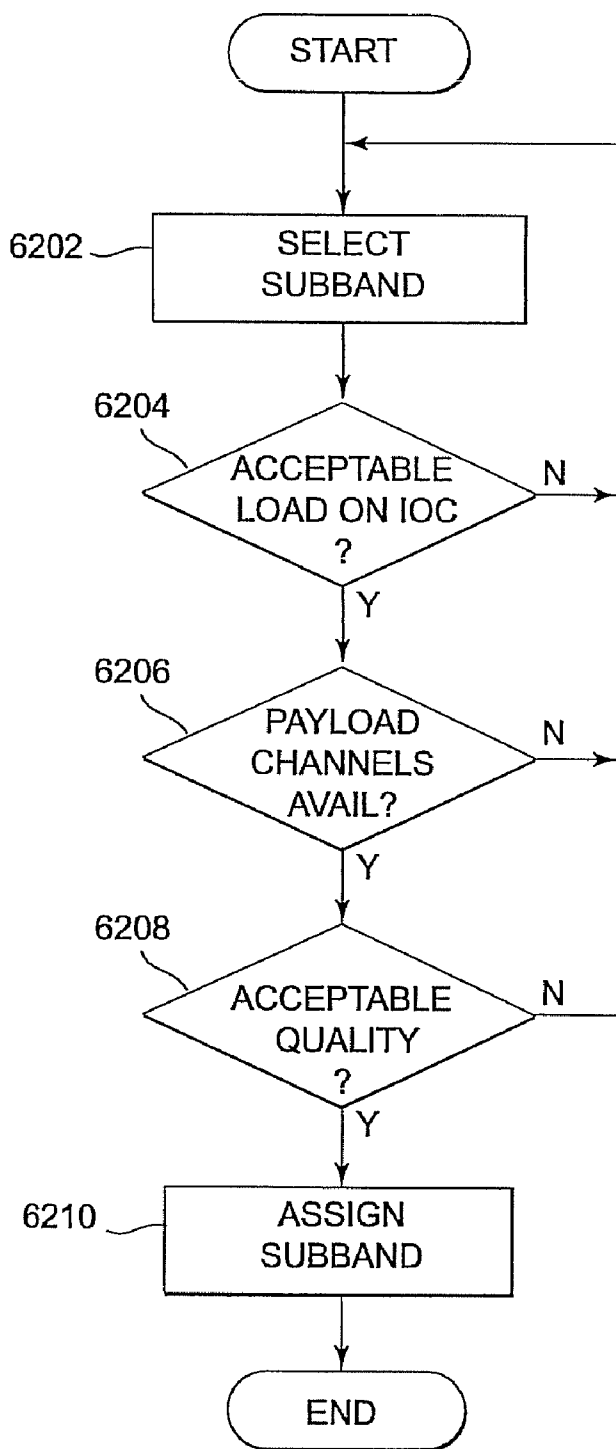 START
6202
SELECT
SUBBAND
6204
ACCEPTABLE
LOAD ON IOC
?
N
Y
6206
PAYLOAD
CHANNELS
AVAIL?
N
Y
6208
ACCEPTABLE
QUALITY
?
N
Y
6210
ASSIGN
SUBBAND
END